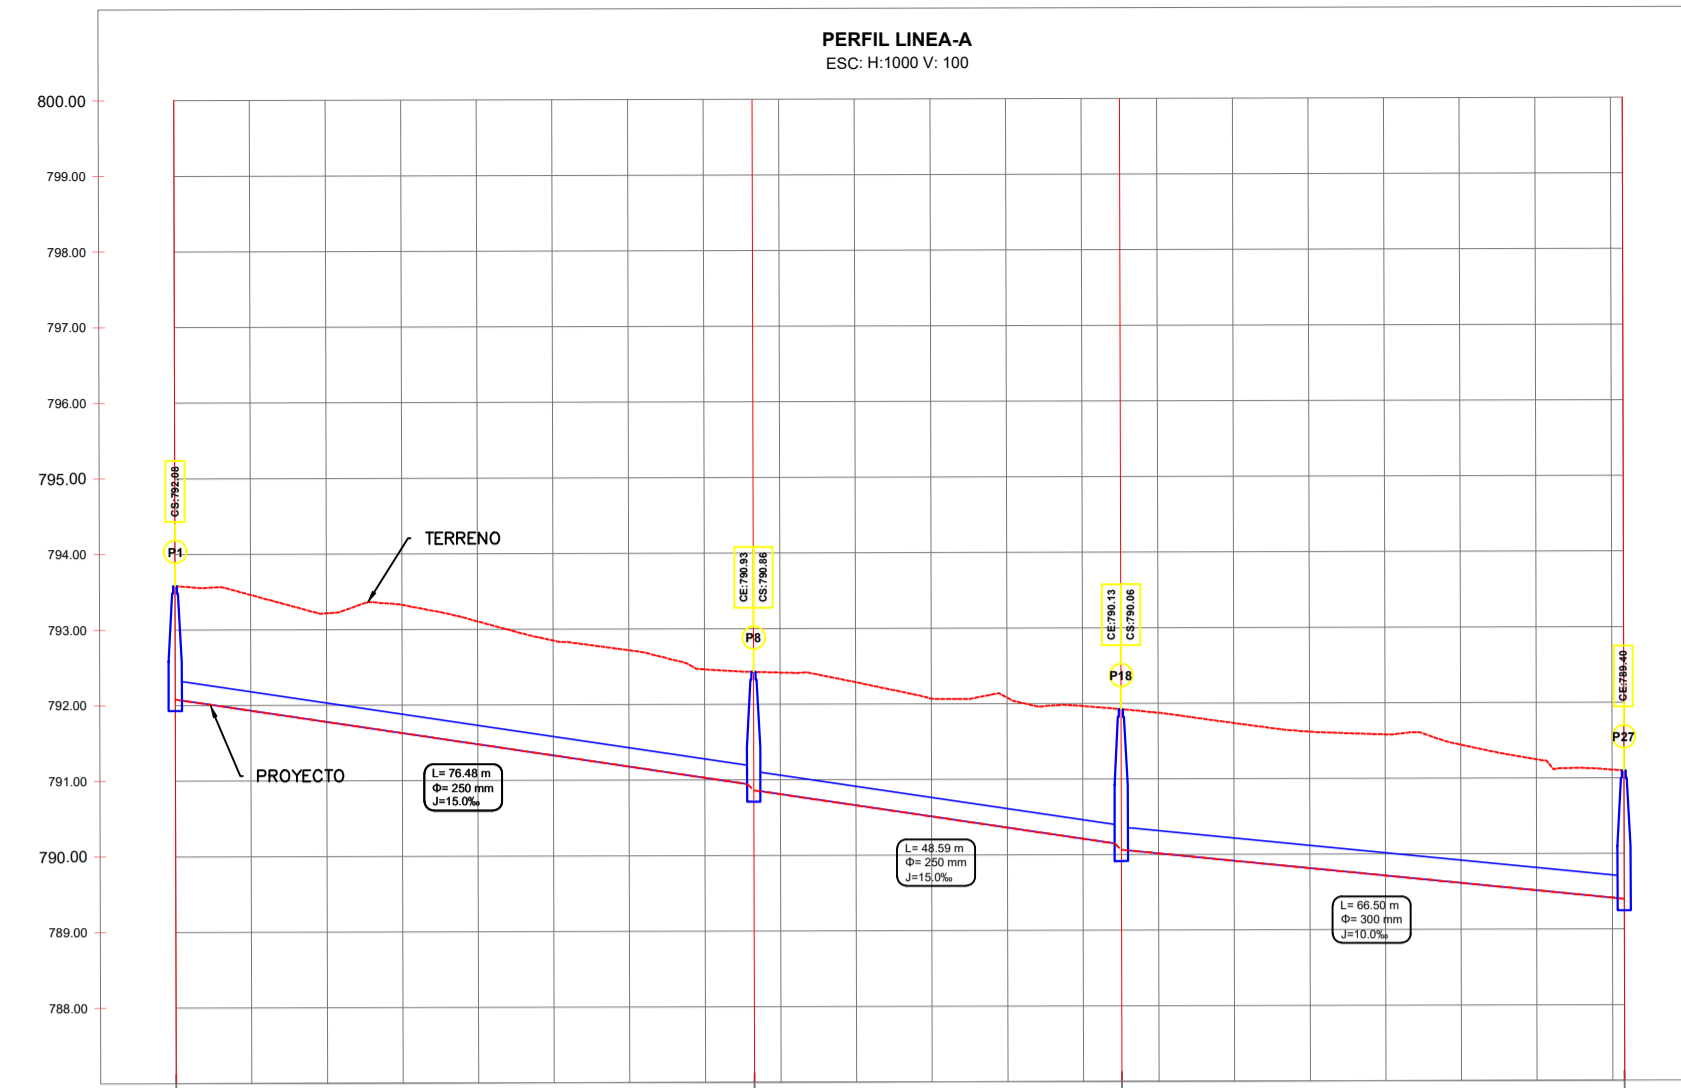 PERFIL LINEA-A
ESC: H:1000 V: 100
800.00
799.00
798.00
797.00
796.00
795.00
794.00
793.00
792.00
791.00
790.00
789.00
788.00
CS:792.08
P1
TERRENO
PROYECTO
L= 76.48 m
Φ= 250 mm
J=15.0‰
CE:790.93
CS:790.86
P8
L= 48.59 m
Φ= 250 mm
J=15.0‰
CE:790.13
CS:790.06
P18
L= 66.50 m
Φ= 300 mm
J=10.0‰
CE:789.40
P27